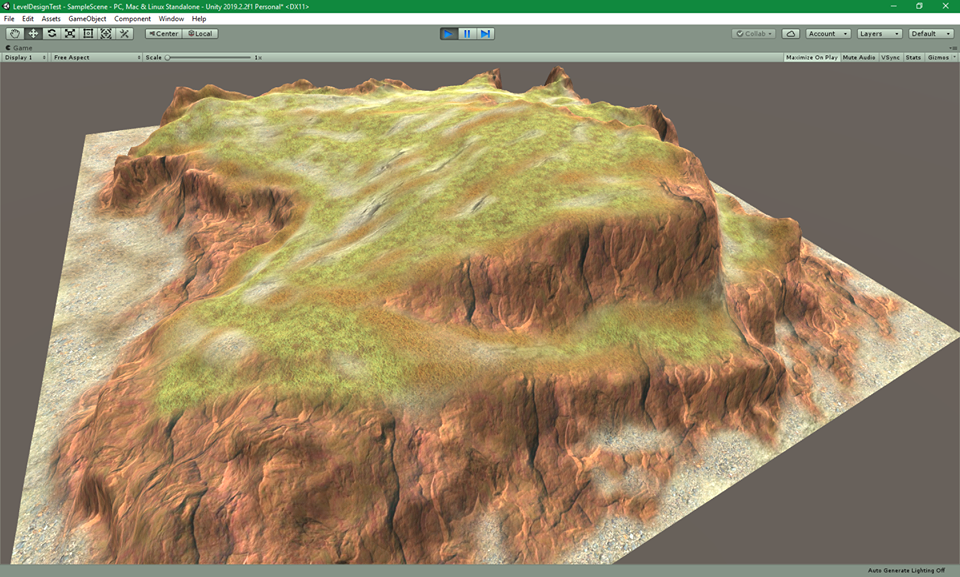 LevelDesignTest - SampleScene - PC, Mac & Linux Standalone - Unity 2019.2.2f1 Personal* <DX11>
File Edit Assets GameObject Component Window Help
Center Local Collab Account Layers Default
Game
Display 1 Free Aspect Scale 1x Maximize On Play Mute Audio VSync Stats Gizmos
Auto Generate Lighting Off